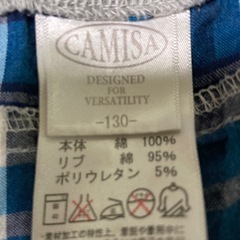 CAMISA
DESIGNED
FOR
VERSATILITY
-130-
本体 綿 100%
リブ 綿 95%
ポリウレタン 5%